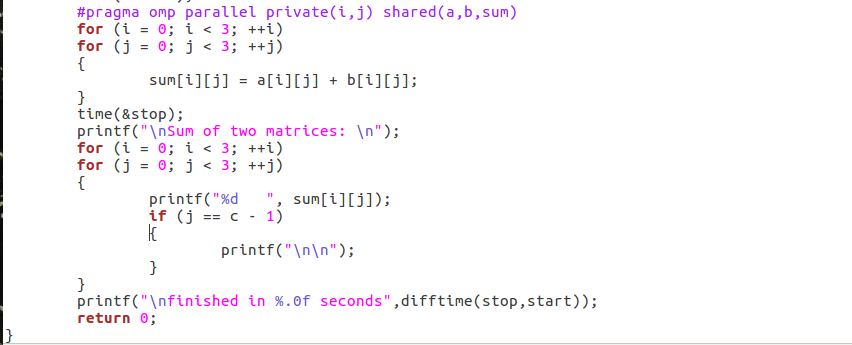 #pragma omp parallel private(i,j) shared(a,b,sum)
for (i = 0; i < 3; ++i)
for (j = 0; j < 3; ++j)
{
sum[i][j] = a[i][j] + b[i][j];
}
time(&stop);
printf("\nSum of two matrices: \n");
for (i = 0; i < 3; ++i)
for (j = 0; j < 3; ++j)
{
printf("%d   ", sum[i][j]);
if (j == c - 1)
{
printf("\n\n");
}
}
printf("\nfinished in %.0f seconds",difftime(stop,start));
return 0;
}